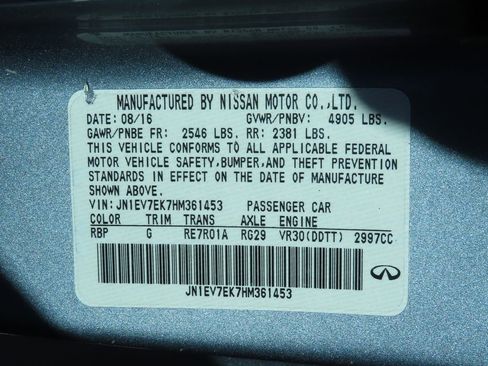 MANUFACTURED BY NISSAN MOTOR CO.,LTD.
DATE: 08/16 GVWR/PNBV: 4905 LBS.
GAWR/PNBE FR: 2546 LBS. RR: 2381 LBS.
THIS VEHICLE CONFORMS TO ALL APPLICABLE FEDERAL
MOTOR VEHICLE SAFETY, BUMPER, AND THEFT PREVENTION
STANDARDS IN EFFECT ON THE DATE OF MANUFACTURE
SHOWN ABOVE.
VIN: JN1EV7EK7HM361453 PASSENGER CAR
COLOR TRIM TRANS AXLE ENGINE
RBP G RE7R01A RG29 VR30(DDTT) 2997CC
JN1EV7EK7HM361453